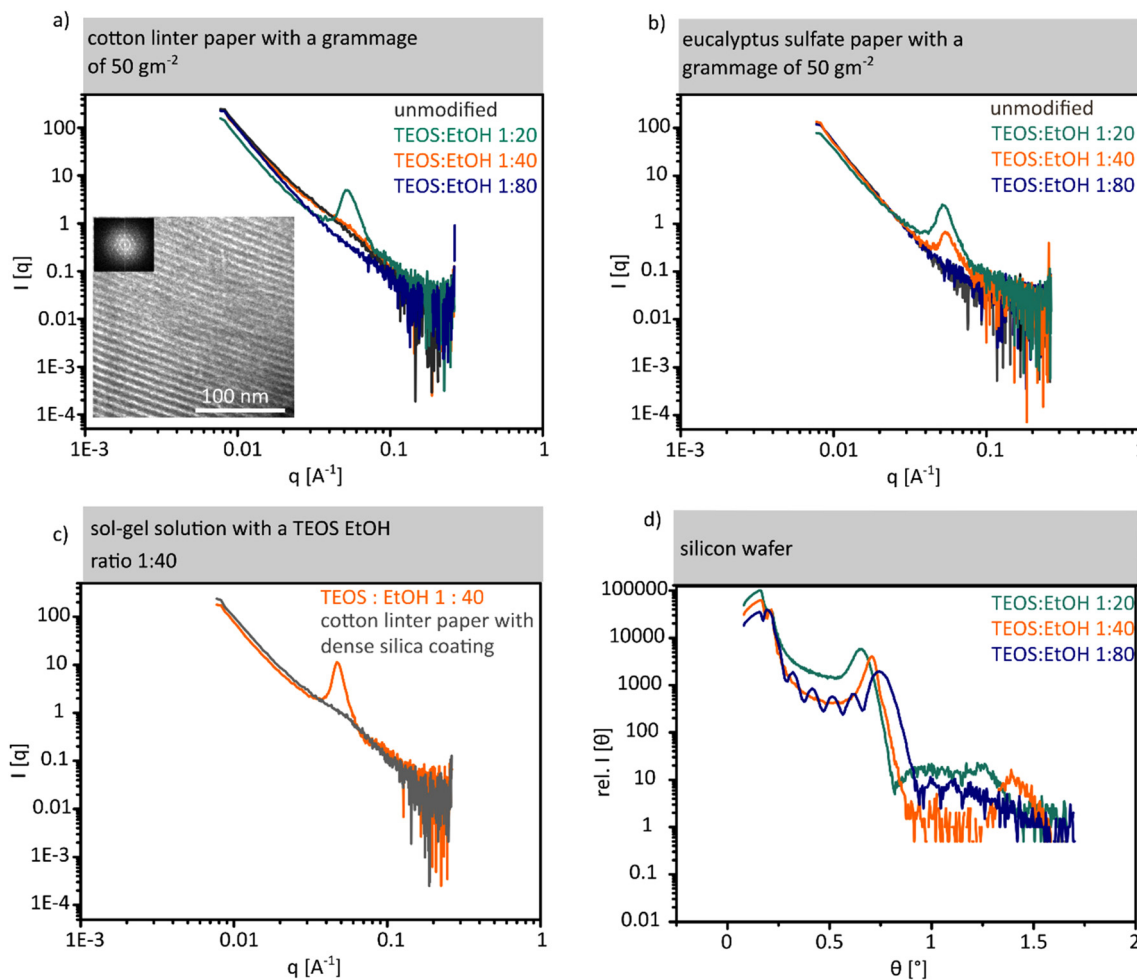 a)
cotton linter paper with a grammage
of 50 gm⁻²
unmodified
TEOS:EtOH 1:20
TEOS:EtOH 1:40
TEOS:EtOH 1:80
100
10
1
0.1
0.01
1E-3
1E-4
I [q]
100 nm
1E-3
0.01
0.1
1
q [A⁻¹]
b)
eucalyptus sulfate paper with a
grammage of 50 gm⁻²
unmodified
TEOS:EtOH 1:20
TEOS:EtOH 1:40
TEOS:EtOH 1:80
100
10
1
0.1
0.01
1E-3
1E-4
I [q]
1E-3
0.01
0.1
1
q [A⁻¹]
c)
sol-gel solution with a TEOS EtOH
ratio 1:40
TEOS : EtOH 1 : 40
cotton linter paper with
dense silica coating
100
10
1
0.1
0.01
1E-3
1E-4
I [q]
1E-3
0.01
0.1
1
q [A⁻¹]
d)
silicon wafer
TEOS:EtOH 1:20
TEOS:EtOH 1:40
TEOS:EtOH 1:80
100000
10000
1000
100
10
1
0.1
0.01
rel. I [θ]
0
0.5
1
1.5
2
θ [°]